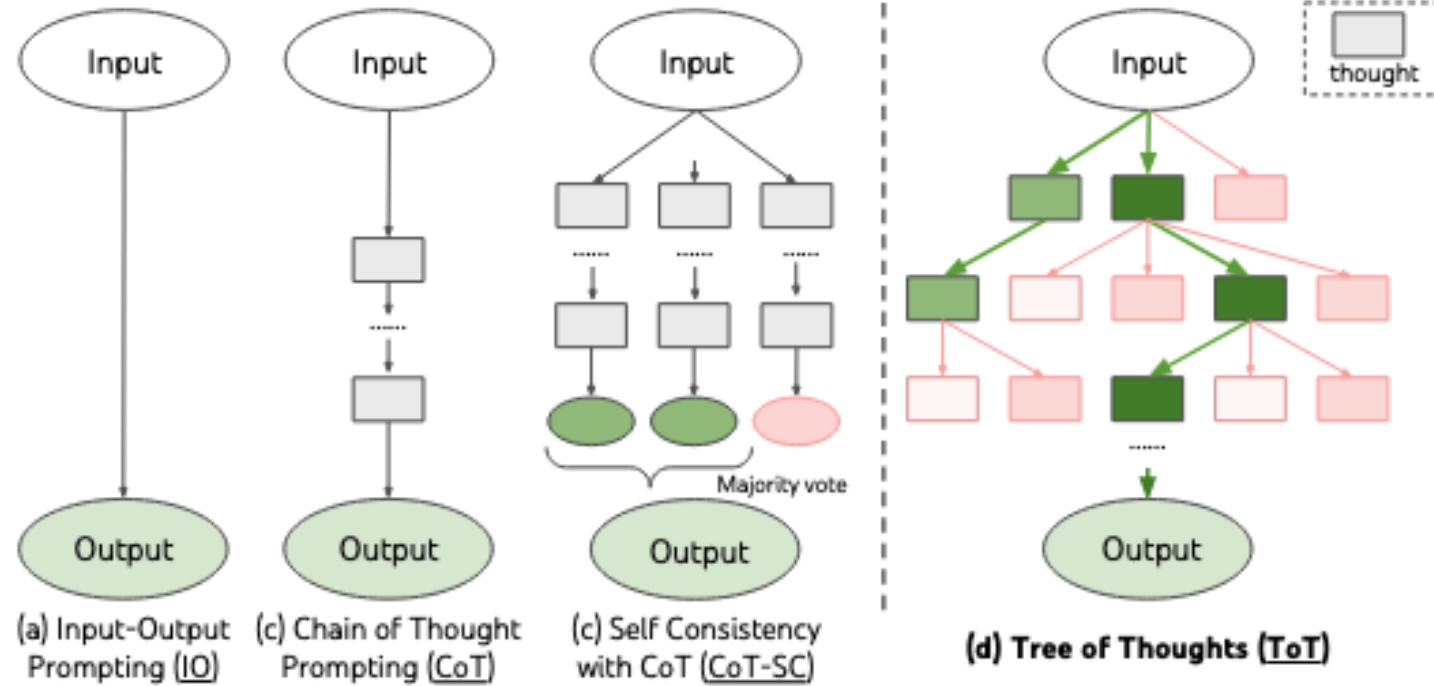 Input
Input
Input
Input
thought
......
......
......
......
......
Majority vote
Output
Output
Output
Output
(a) Input-Output
Prompting (IO)
(c) Chain of Thought
Prompting (CoT)
(c) Self Consistency
with CoT (CoT-SC)
(d) Tree of Thoughts (ToT)